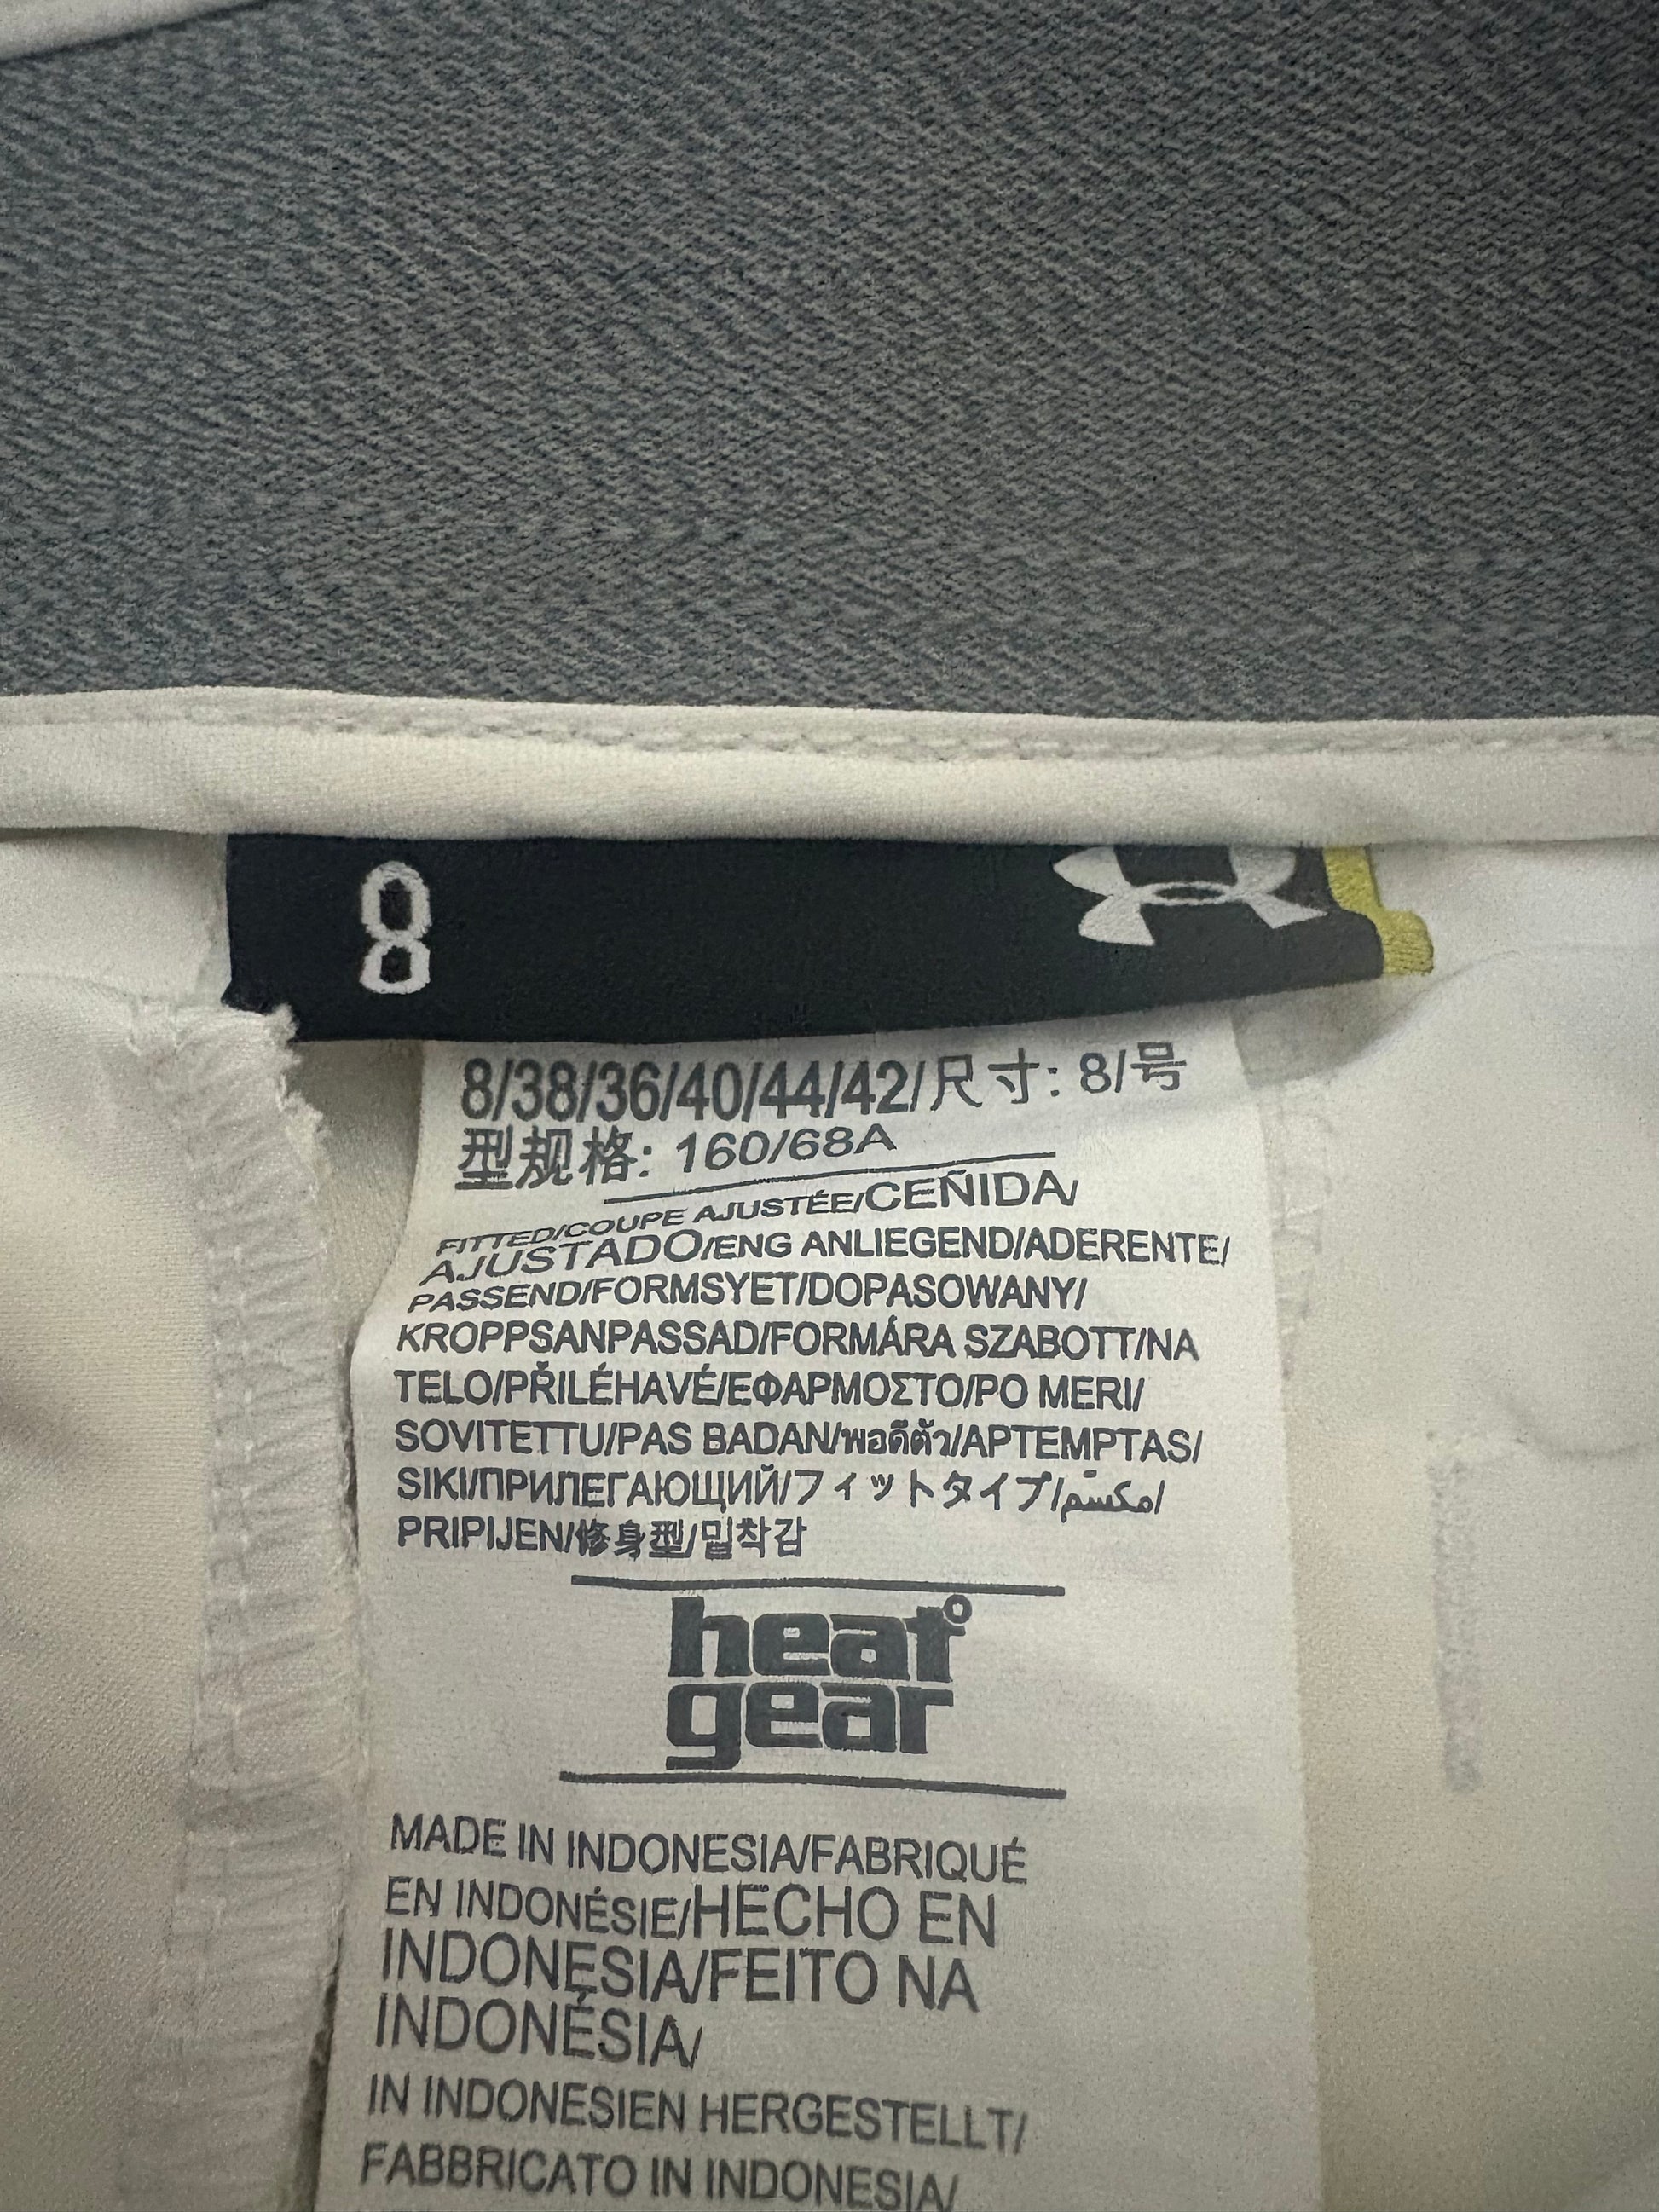 8
8/38/36/40/44/42/尺寸: 8/号
型规格: 160/68A
FITTED/COUPE AJUSTÉE/CEÑIDA/
AJUSTADO/ENG ANLIEGEND/ADERENTE/
PASSEND/FORMSYET/DOPASOWANY/
KROPPSANPASSAD/FORMÁRA SZABOTT/NA
TELO/PŘILÉHAVÉ/ΕΦΑΡΜΟΣΤΟ/PO MERI/
SOVITETTU/PAS BADAN/พอดีตัว/APTEMPTAS/
SIKI/ПРИЛЕГАЮЩИЙ/フィットタイプ/مكسّم/
PRIPIJEN/修身型/밀착감
heat
gear
MADE IN INDONESIA/FABRIQUÉ
EN INDONÉSIE/HECHO EN
INDONESIA/FEITO NA
INDONÉSIA/
IN INDONESIEN HERGESTELLT/
FABBRICATO IN INDONESIA/